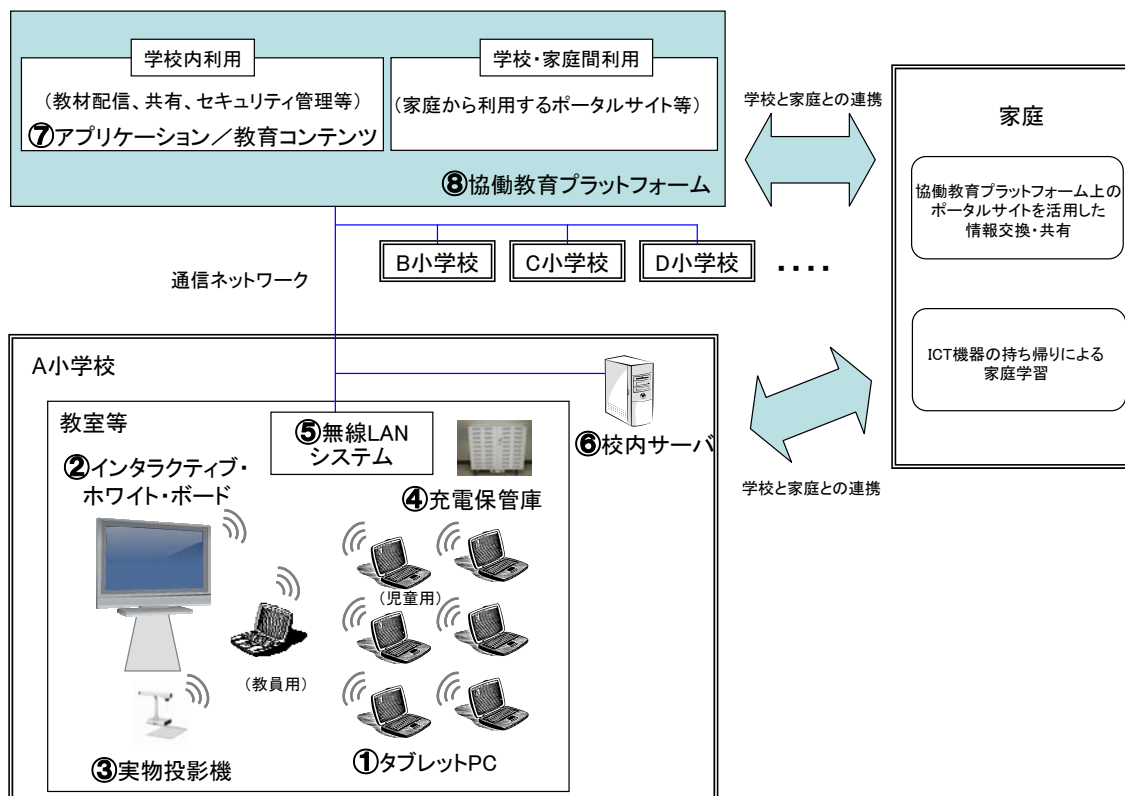 学校内利用
(教材配信、共有、セキュリティ管理等)
⑦アプリケーション／教育コンテンツ
学校・家庭間利用
(家庭から利用するポータルサイト等)
⑧協働教育プラットフォーム
学校と家庭との連携
家庭
協働教育プラットフォーム上の
ポータルサイトを活用した
情報交換・共有
ICT機器の持ち帰りによる
家庭学習
B小学校
C小学校
D小学校
・・・・
通信ネットワーク
A小学校
教室等
⑤無線LAN
システム
⑥校内サーバ
②インタラクティブ・
ホワイト・ボード
④充電保管庫
学校と家庭との連携
(児童用)
(教員用)
③実物投影機
①タブレットPC